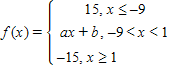 f(x) =
15, x ≤ −9
ax + b, −9 < x < 1
−15, x ≥ 1